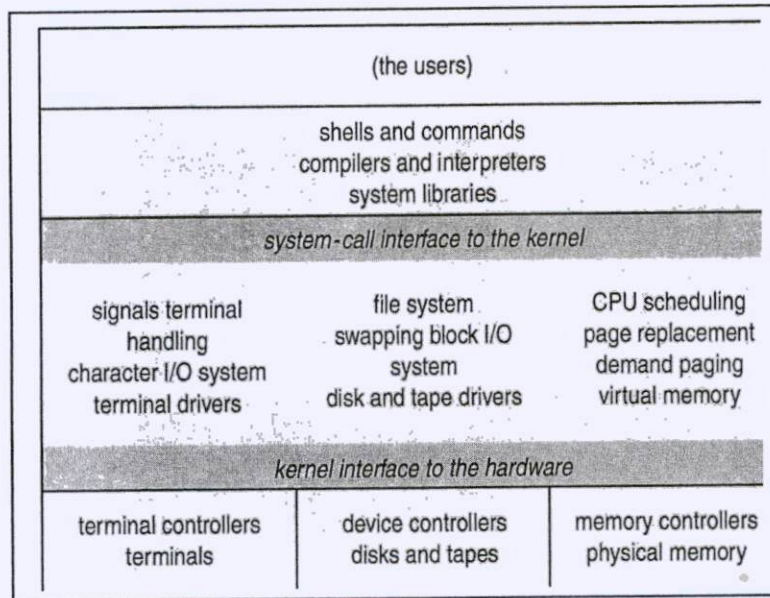 (the users)
shells and commands
compilers and interpreters
system libraries
system-call interface to the kernel
signals terminal
handling
character I/O system
terminal drivers
file system
swapping block I/O
system
disk and tape drivers
CPU scheduling
page replacement
demand paging
virtual memory
kernel interface to the hardware
terminal controllers
terminals
device controllers
disks and tapes
memory controllers
physical memory